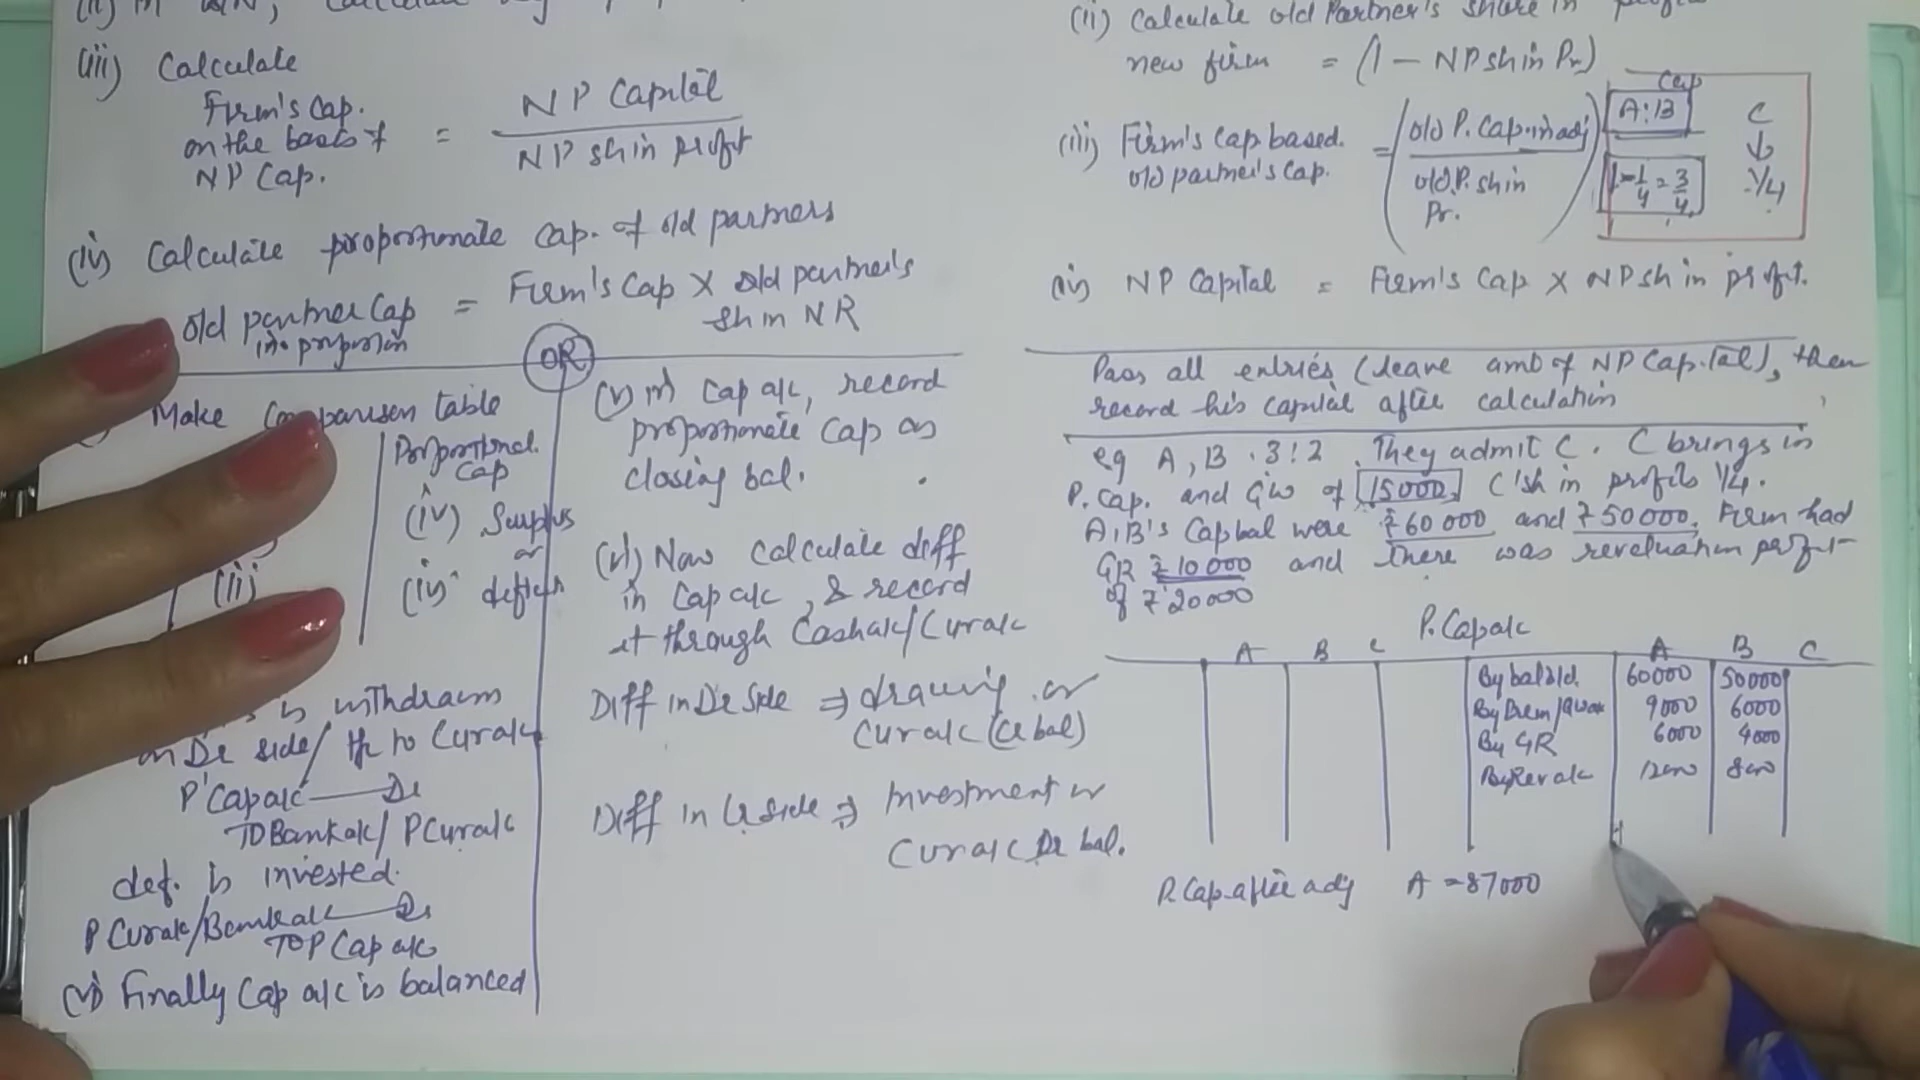 (iii) Calculate
Firm's Cap.
on the basis of
NP Cap.
= NP Capital
NP sh in profit
(iv) Calculate proportionate cap. of old partners
old partner Cap = Firm's Cap X old partner's
in proportion
sh in NR
OR
Make Comparison table
Proportional
Cap
(iv) Surplus
or
(ii)
(iv) deficit
is withdrawn
on Dr side/ tfr to Cur a/c
P'Cap a/c Dr
TO Bank a/c/ P Cur a/c
def. is invested.
P Cur a/c/Bank a/c Dr
TO P Cap a/c
(v) Finally Cap a/c is balanced
(v) in Cap a/c, record
proportionate Cap as
closing bal.
(vi) Now Calculate diff
in Cap a/c, & record
it through Cash a/c/Cur a/c
Diff in Dr Side ⇒ drawing or
Cur a/c (Cr bal)
Diff in Cr Side ⇒ Investment or
Cur a/c Dr bal.
(ii) Calculate old Partner's share in
new firm = (1 - NP sh in Pr)
(iii) Firm's Cap based
old partner's Cap.
= (old P. Cap. in adj
old.P. sh in
Pr.)
Cap
A:B C
↓
1-1/4 = 3/4 1/4
(iv) NP Capital = Firm's Cap X NP sh in profit.
Pass all entries (leave amt of NP Capital), then
record his capital after calculation
eg A, B . 3:2 They admit C. C brings in
P. Cap. and GW of 15000. C'sh in profits 1/4.
A,B's Capital were ₹60000 and ₹50000. Firm had
GR ₹10000 and there was revaluation profit
of ₹20000
P. Cap a/c
A B C A B C
By bal b/d. 60000 50000
By Prem/GW a/c 9000 6000
By GR 6000 4000
By Rev a/c 12000 8000
P. Cap. after adj A = 87000